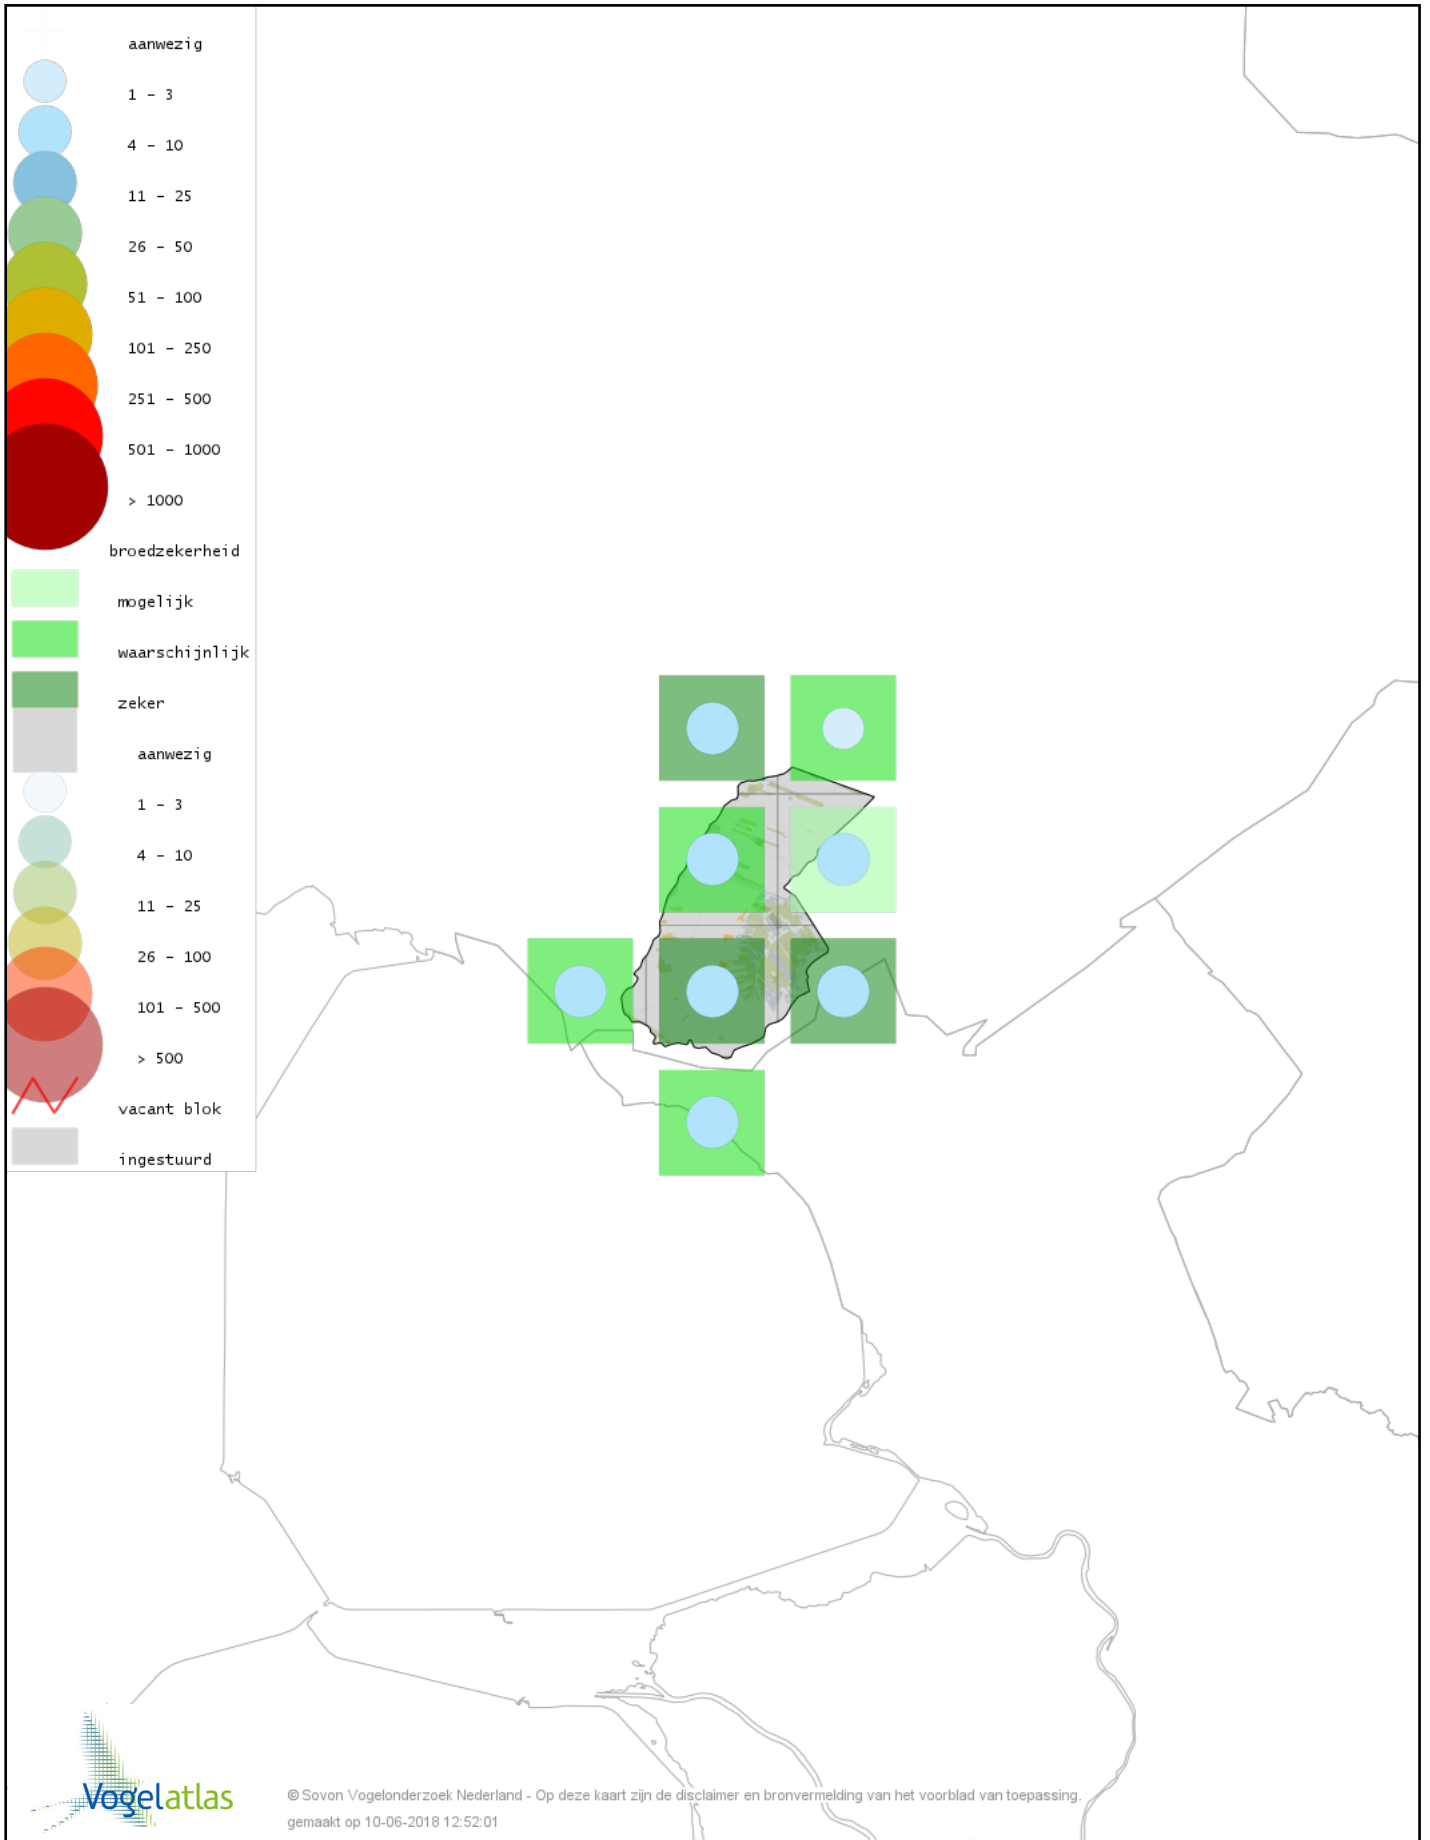 aanwezig
1 - 3
4 - 10
11 - 25
26 - 50
51 - 100
101 - 250
251 - 500
501 - 1000
> 1000
broedzekerheid
mogelijk
waarschijnlijk
zeker
aanwezig
1 - 3
4 - 10
11 - 25
26 - 100
101 - 500
> 500
vacant blok
ingestuurd
Vogelatlas
© Sovon Vogelonderzoek Nederland - Op deze kaart zijn de disclaimer en bronvermelding van het voorblad van toepassing.
gemaakt op 10-06-2018 12:52:01